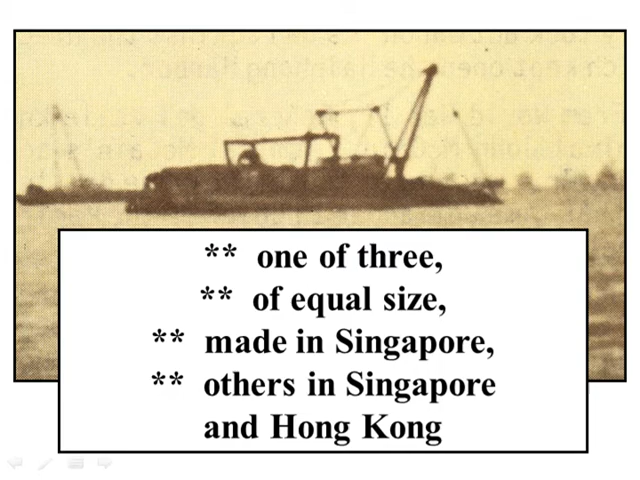 ** one of three,
** of equal size,
** made in Singapore,
** others in Singapore
and Hong Kong